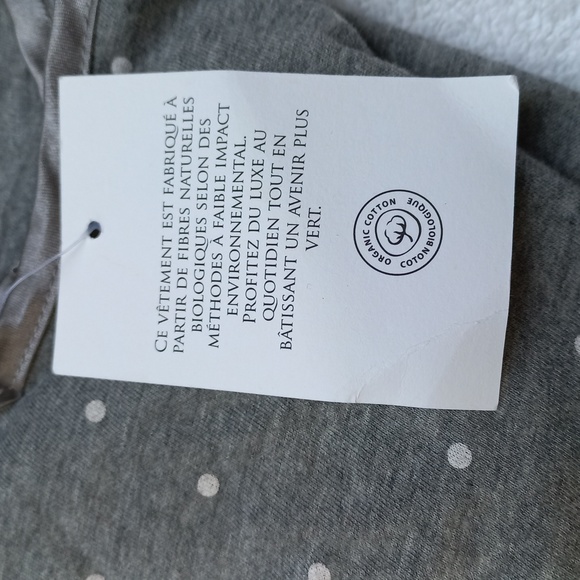 CE VÊTEMENT EST FABRIQUÉ À
PARTIR DE FIBRES NATURELLES
BIOLOGIQUES SELON DES
MÉTHODES À FAIBLE IMPACT
ENVIRONNEMENTAL.
PROFITEZ DU LUXE AU
QUOTIDIEN TOUT EN
BÂTISSANT UN AVENIR PLUS
VERT.
ORGANIC COTTON
COTON BIOLOGIQUE